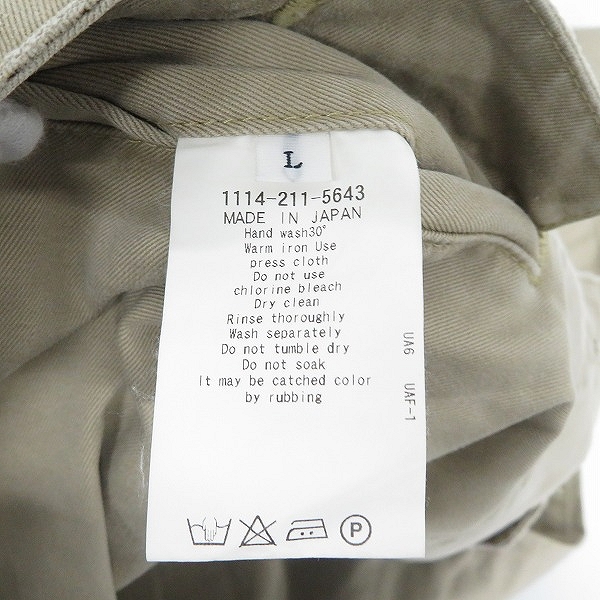 L
1114-211-5643
MADE IN JAPAN
Hand wash30°
Warm iron Use
press cloth
Do not use
chlorine bleach
Dry clean
Rinse thoroughly
Wash separately
Do not tumble dry
Do not soak
It may be catched color
by rubbing
UA6 UAF-1
P